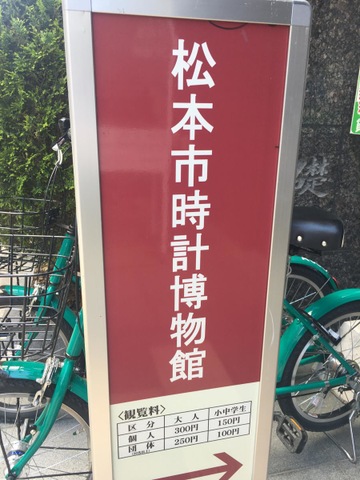 松本市時計博物館
〈観覧料〉
区分 大人 小中学生
個人 300円 150円
団体 250円 100円
礎